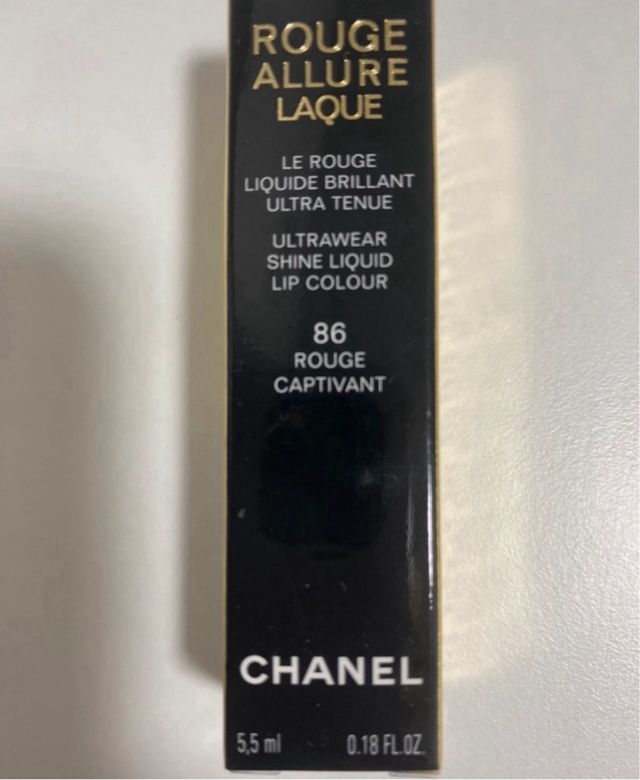 ROUGE
ALLURE
LAQUE
LE ROUGE
LIQUIDE BRILLANT
ULTRA TENUE
ULTRAWEAR
SHINE LIQUID
LIP COLOUR
86
ROUGE
CAPTIVANT
CHANEL
5,5 ml 0.18 FL.OZ.